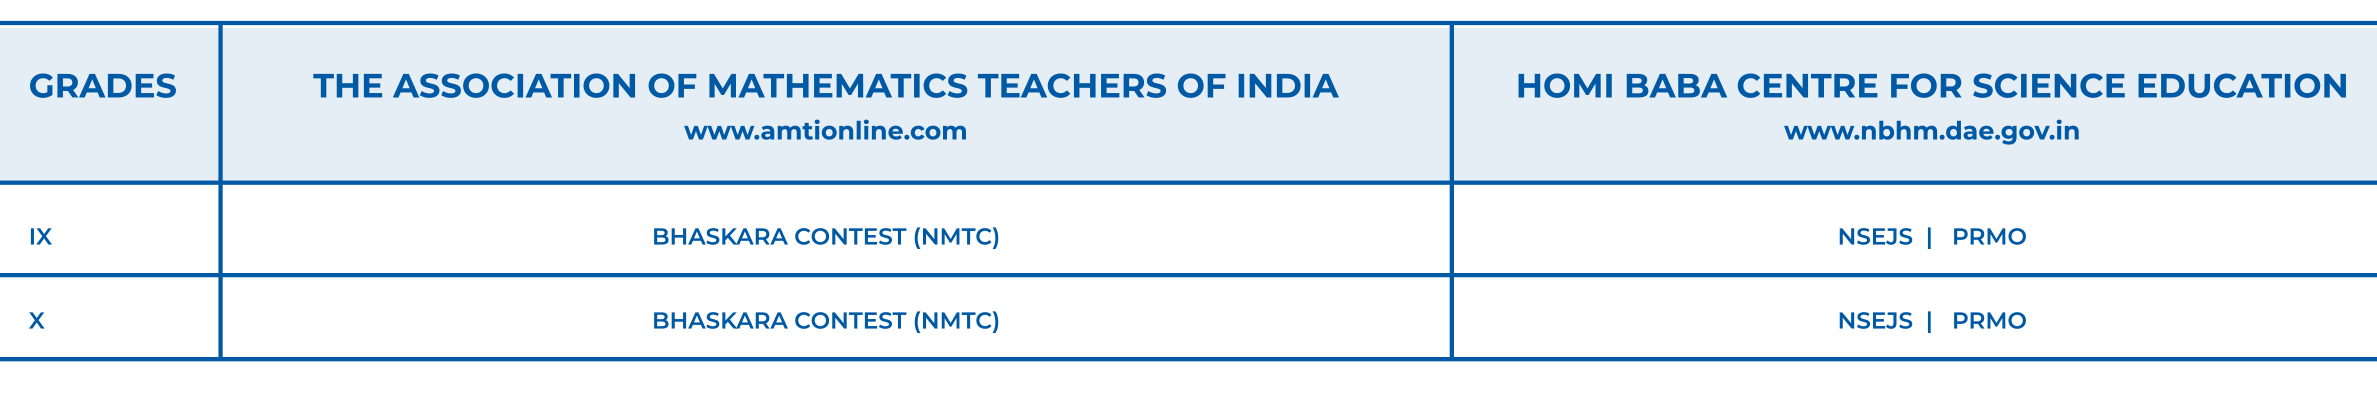 GRADES
THE ASSOCIATION OF MATHEMATICS TEACHERS OF INDIA
www.amtionline.com
HOMI BABA CENTRE FOR SCIENCE EDUCATION
www.nbhm.dae.gov.in
IX
BHASKARA CONTEST (NMTC)
NSEJS | PRMO
X
BHASKARA CONTEST (NMTC)
NSEJS | PRMO